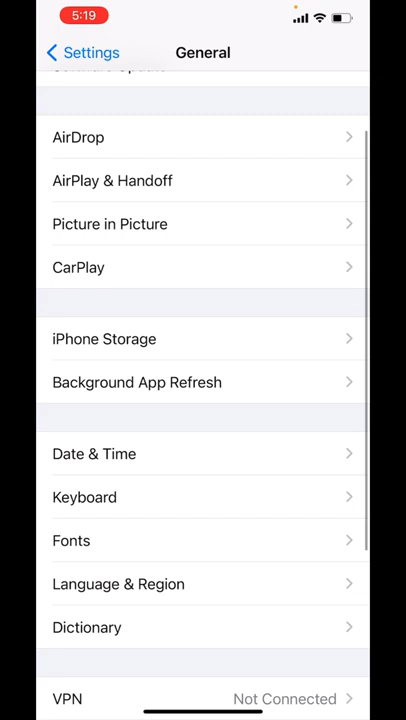 5:19
Settings
General
AirDrop
AirPlay & Handoff
Picture in Picture
CarPlay
iPhone Storage
Background App Refresh
Date & Time
Keyboard
Fonts
Language & Region
Dictionary
VPN Not Connected